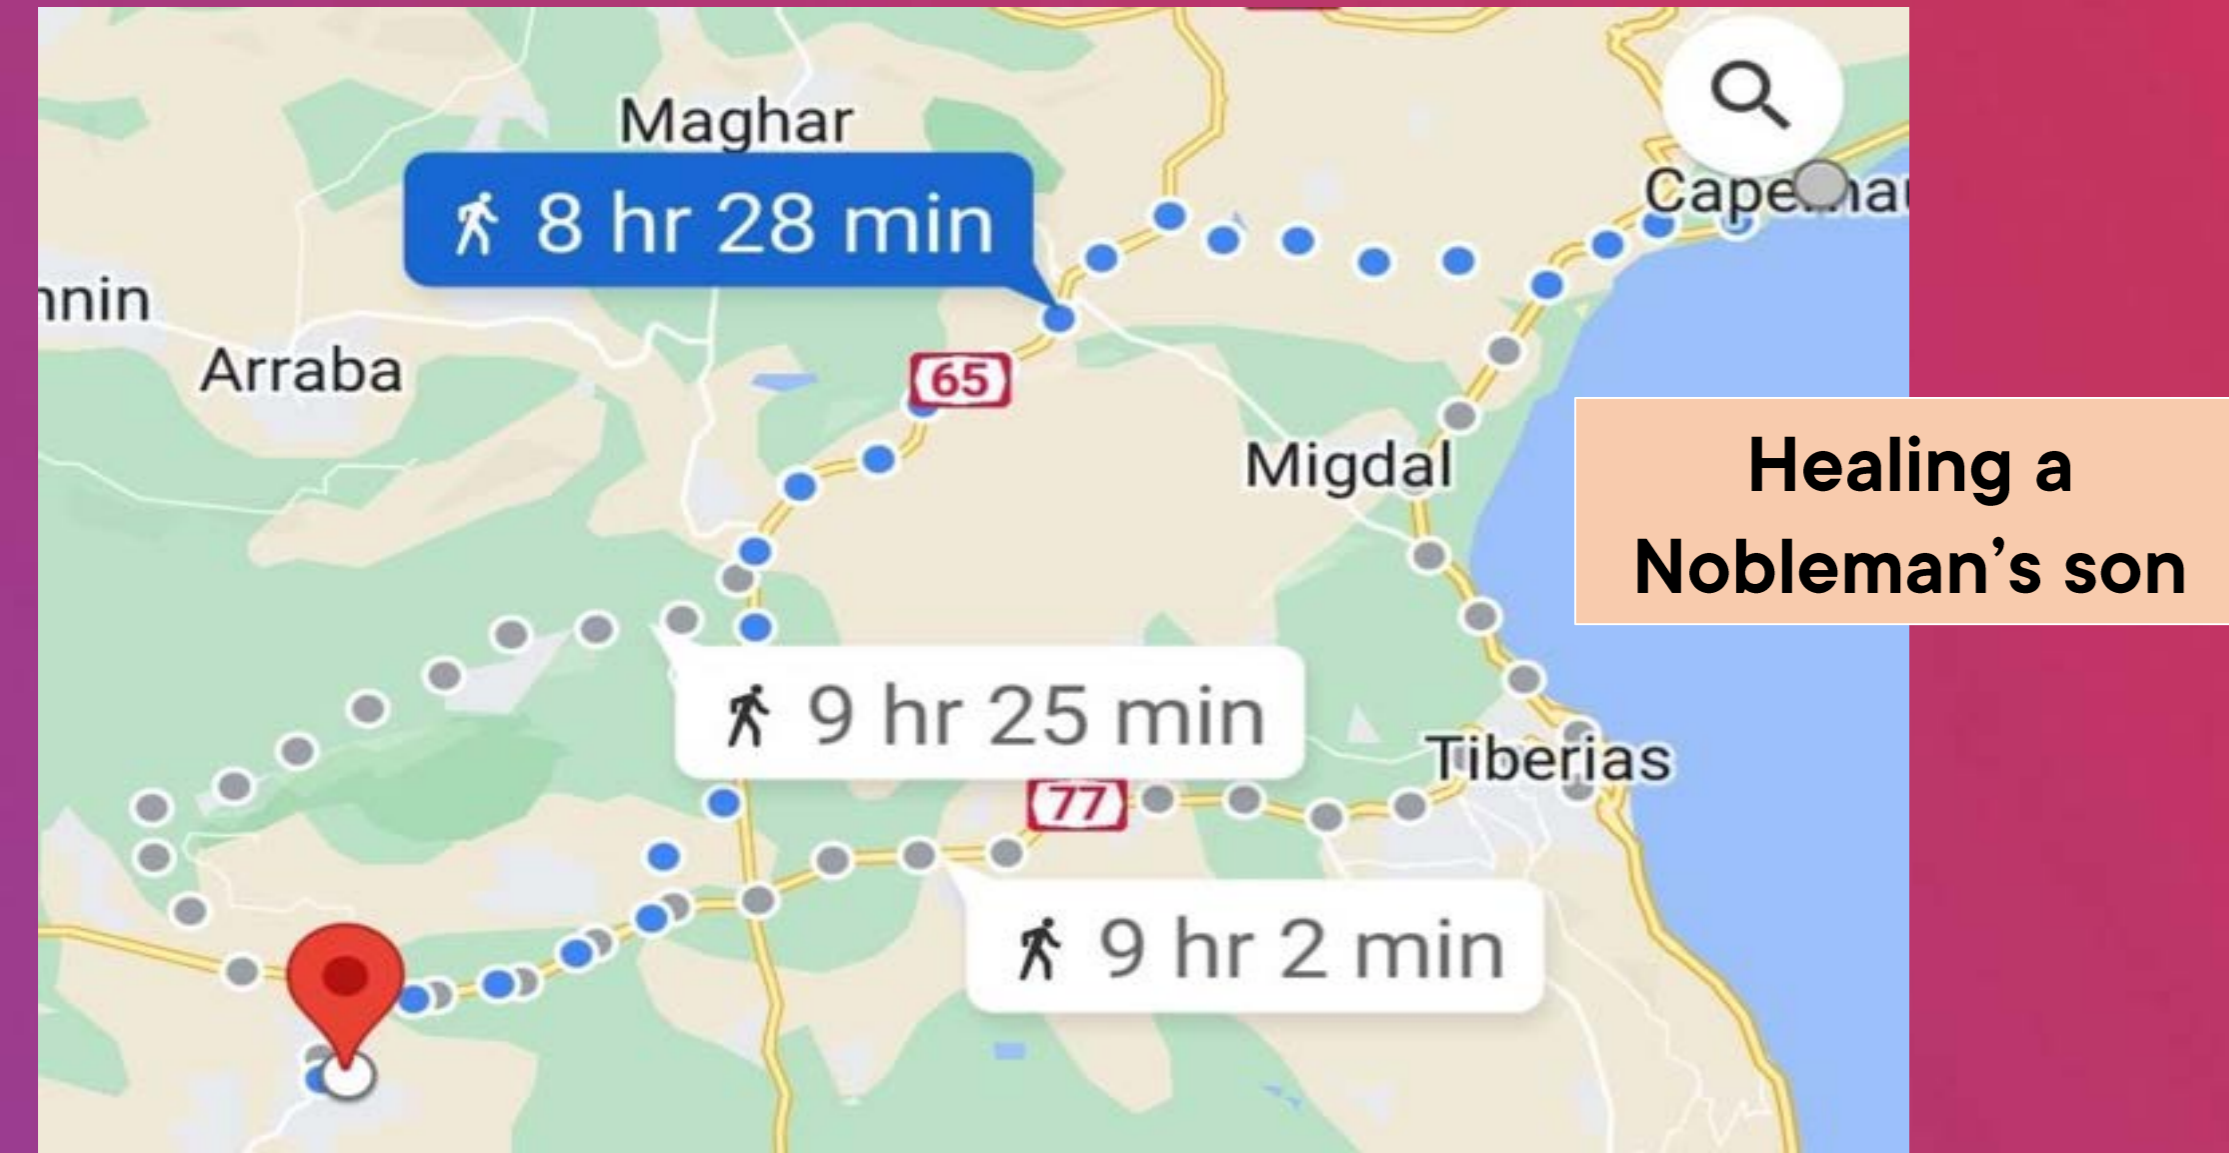 Maghar
8 hr 28 min
nnin
Arraba
65
Migdal
Healing a
Nobleman's son
9 hr 25 min
Tiberias
77
9 hr 2 min